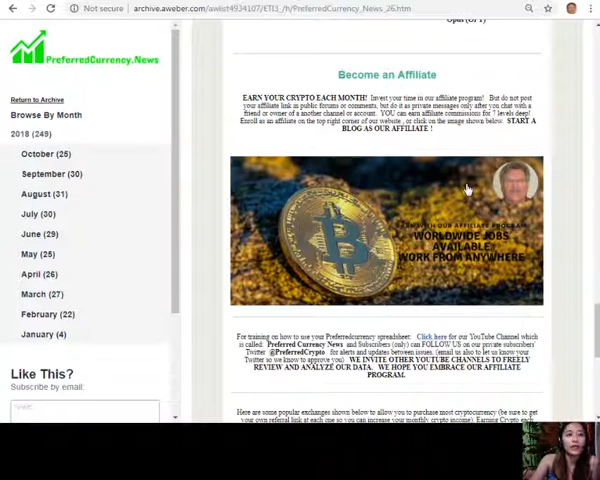 Not secure | archive.aweber.com/awlist4934107/ETI3_/h/PreferredCurrency_News_26.htm
PreferredCurrency.News
Return to Archive
Browse By Month
2018 (249)
October (25)
September (30)
August (31)
July (30)
June (29)
May (25)
April (26)
March (27)
February (22)
January (4)
Like This?
Subscribe by email:
NAME:
Become an Affiliate
EARN YOUR CRYPTO EACH MONTH! Invest your time in our affiliate program! But do not post
your affiliate link in public forums or comments, but do it as private messages only after you chat with a
friend or owner of another channel or account. YOU can earn affiliate commissions for 7 levels deep!
Enroll as an affiliate on the top right corner of our website , or click on the image shown below. START A
BLOG AS OUR AFFILIATE !
EARN WITH OUR AFFILIATE PROGRAM
WORLDWIDE JOBS
AVAILABLE
WORK FROM ANYWHERE
For training on how to use your Preferredcurrency spreadsheet: Click here for our YouTube Channel which
is called: Preferred Currency News and Subscribers (only) can FOLLOW US on our private subscribers'
Twitter @PreferredCrypto for alerts and updates between issues. (email us also to let us know your
Twitter so we know to approve you) WE INVITE OTHER YOUTUBE CHANNELS TO FREELY
REVIEW AND ANALYZE OUR DATA. WE HOPE YOU EMBRACE OUR AFFILIATE
PROGRAM.
Here are some popular exchanges shown below to allow you to purchase most cryptocurrency (be sure to get
your own referral link at each one so you can increase your monthly crypto income). Earning Crypto each